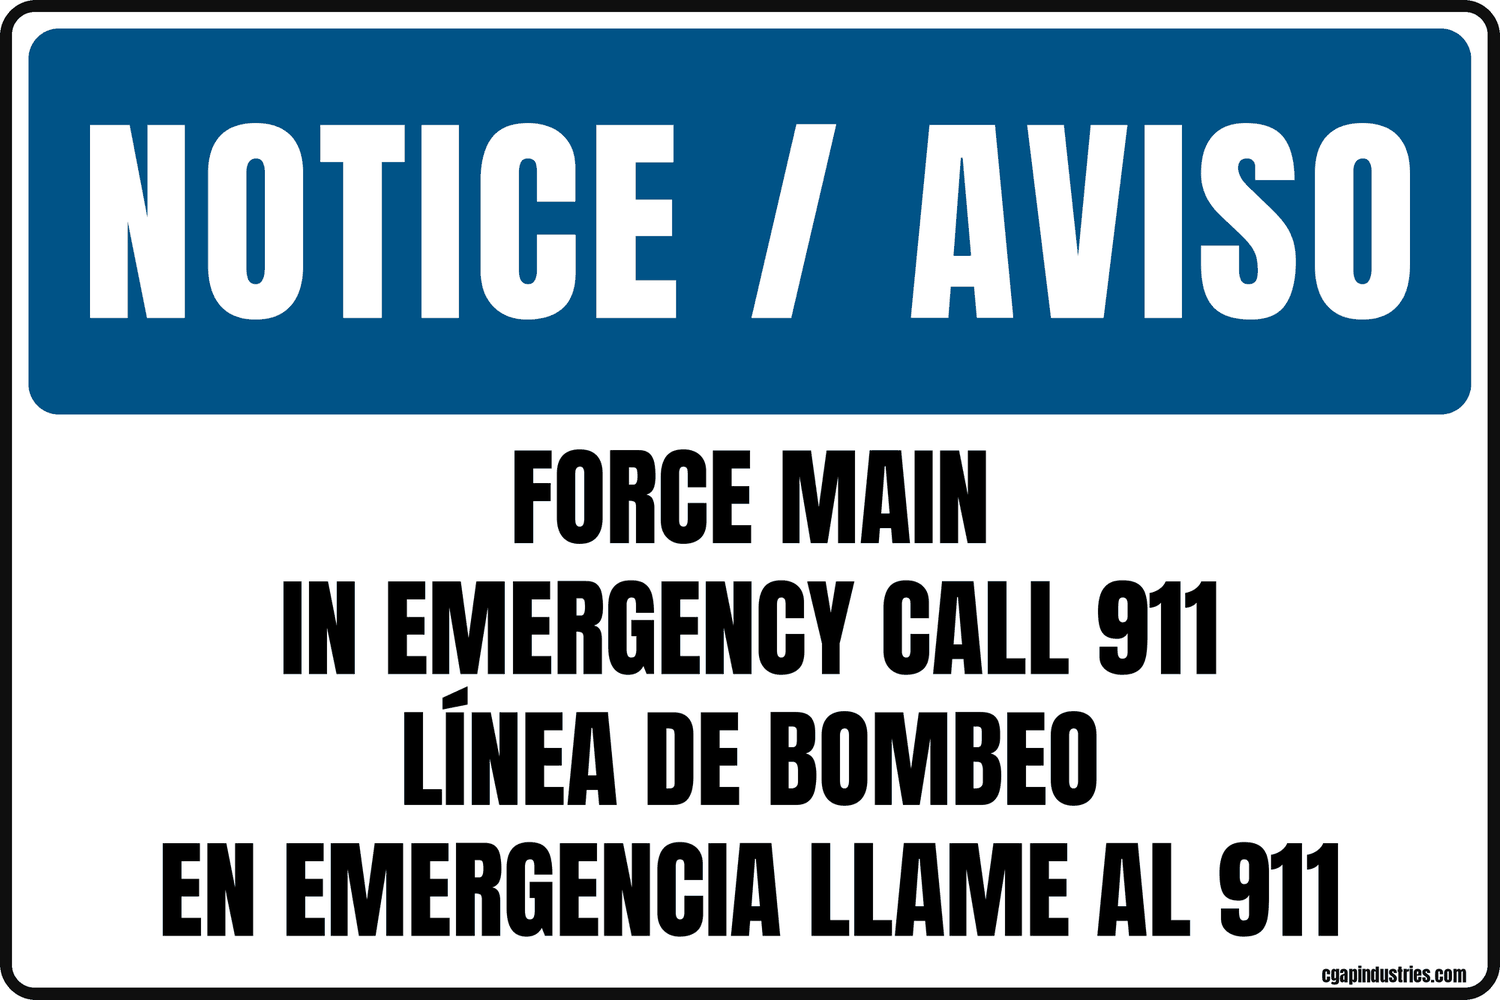 NOTICE / AVISO
FORCE MAIN
IN EMERGENCY CALL 911
LÍNEA DE BOMBEO
EN EMERGENCIA LLAME AL 911
cgapindustries.com